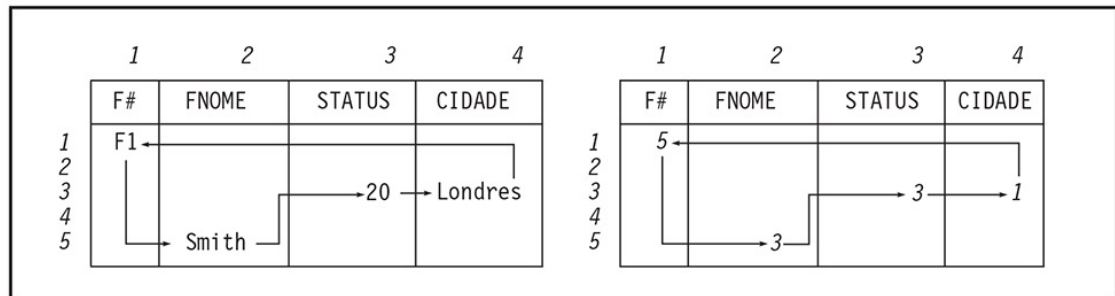 1 2 3 4
F# FNOME STATUS CIDADE
1 F1
2
3 20 Londres
4
5 Smith
1 2 3 4
F# FNOME STATUS CIDADE
1 5
2
3 3 1
4
5 3